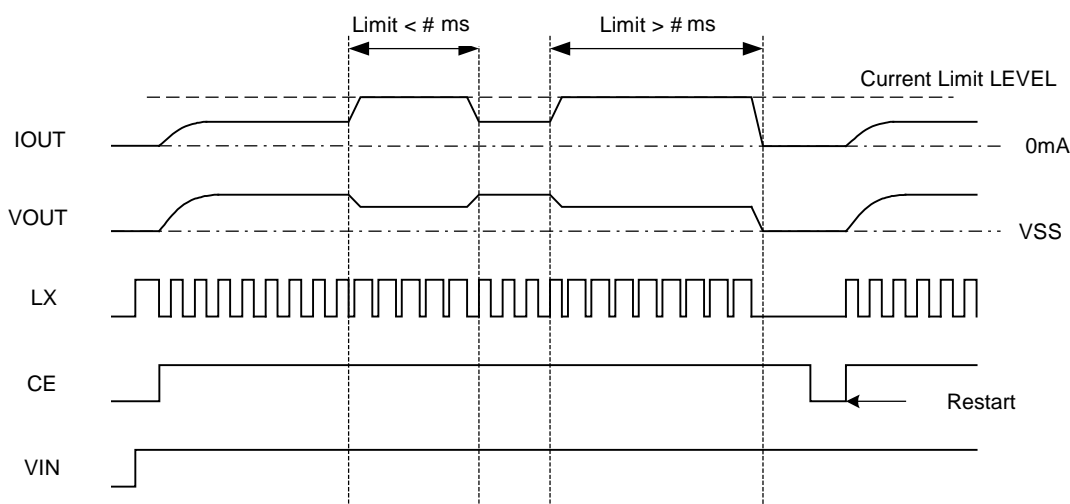 Limit < # ms
Limit > # ms
Current Limit LEVEL
IOUT
0mA
VOUT
VSS
LX
CE
Restart
VIN